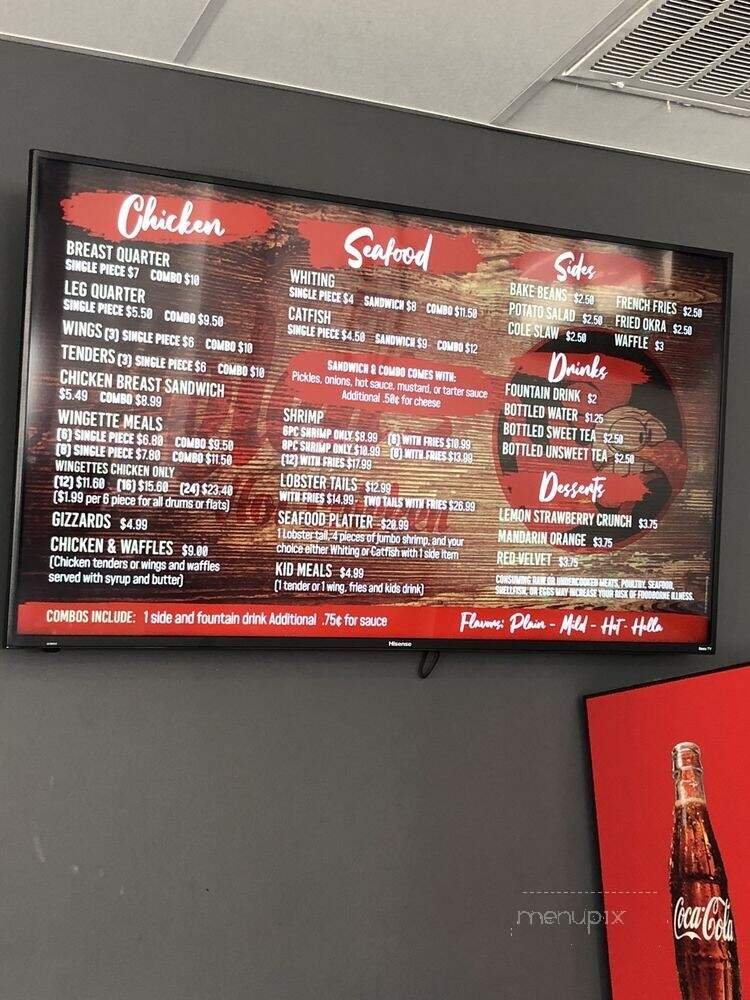 Chicken
BREAST QUARTER
SINGLE PIECE $7 COMBO $10
LEG QUARTER
SINGLE PIECE $5.50 COMBO $9.50
WINGS (3) SINGLE PIECE $6 COMBO $10
TENDERS (3) SINGLE PIECE $6 COMBO $10
CHICKEN BREAST SANDWICH
$5.49 COMBO $8.99
WINGETTE MEALS
(6) SINGLE PIECE $6.80 COMBO $9.50
(8) SINGLE PIECE $7.80 COMBO $11.50
WINGETTES CHICKEN ONLY
(12) $11.60 (16) $15.60 (24) $23.40
($1.99 per 6 piece for all drums or flats)
GIZZARDS $4.99
CHICKEN & WAFFLES $9.00
(Chicken tenders or wings and waffles
served with syrup and butter)
Seafood
WHITING
SINGLE PIECE $4 SANDWICH $8 COMBO $11.50
CATFISH
SINGLE PIECE $4.50 SANDWICH $9 COMBO $12
SANDWICH & COMBO COMES WITH:
Pickles, onions, hot sauce, mustard, or tarter sauce
Additional .50¢ for cheese
SHRIMP
6PC SHRIMP ONLY $8.99 (6) WITH FRIES $10.99
8PC SHRIMP ONLY $10.99 (8) WITH FRIES $13.99
(12) WITH FRIES $17.99
LOBSTER TAILS $12.99
WITH FRIES $14.99 TWO TAILS WITH FRIES $26.99
SEAFOOD PLATTER $20.99
1 Lobster tail, 4 pieces of jumbo shrimp, and your
choice either Whiting or Catfish with 1 side item
KID MEALS $4.99
(1 tender or 1 wing, fries and kids drink)
Sides
BAKE BEANS $2.50 FRENCH FRIES $2.50
POTATO SALAD $2.50 FRIED OKRA $2.50
COLE SLAW $2.50 WAFFLE $3
Drinks
FOUNTAIN DRINK $2
BOTTLED WATER $1.25
BOTTLED SWEET TEA $2.50
BOTTLED UNSWEET TEA $2.50
Desserts
LEMON STRAWBERRY CRUNCH $3.75
MANDARIN ORANGE $3.75
RED VELVET $3.75
CONSUMING RAW OR UNDERCOOKED MEATS, POULTRY, SEAFOOD,
SHELLFISH, OR EGGS MAY INCREASE YOUR RISK OF FOODBORNE ILLNESS.
COMBOS INCLUDE: 1 side and fountain drink Additional .75¢ for sauce
Flavors: Plain - Mild - Hot - Hella
Hisense
Roku TV
Coca-Cola
menupix